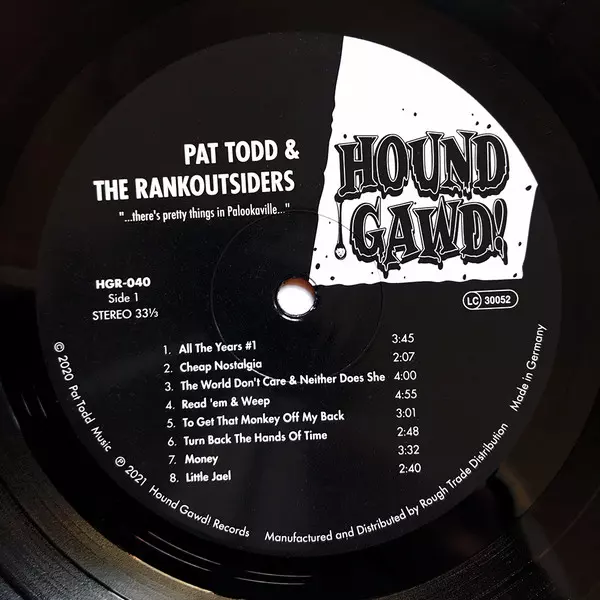 PAT TODD &
THE RANKOUTSIDERS
"...there's pretty things in Palookaville..."
HOUND
GAWD!
HGR-040
Side 1
STEREO 33⅓
LC 30052
1. All The Years #1 3:45
2. Cheap Nostalgia 2:07
3. The World Don't Care & Neither Does She 4:00
4. Read 'em & Weep 4:55
5. To Get That Monkey Off My Back 3:01
6. Turn Back The Hands Of Time 2:48
7. Money 3:32
8. Little Jael 2:40
© 2020 PatTodd Music ℗ 2021 Hound Gawd! Records Manufactured and Distributed by Rough Trade Distribution Made in Germany